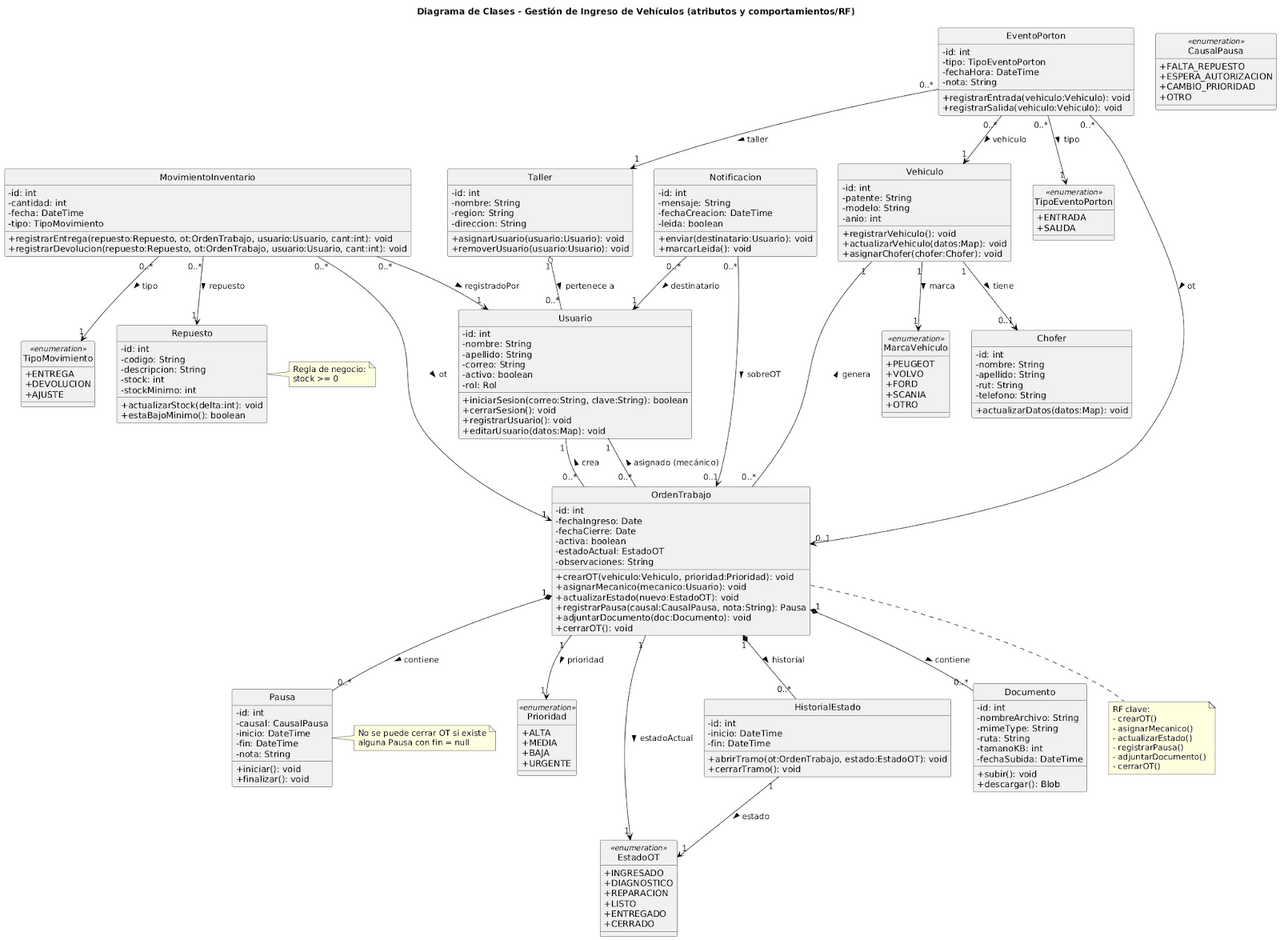 Diagrama de Clases - Gestión de Ingreso de Vehículos (atributos y comportamientos/RF)
EventoPorton
-id: int
-tipo: TipoEventoPorton
-fechaHora: DateTime
-nota: String
+registrarEntrada(vehiculo:Vehiculo): void
+registrarSalida(vehiculo:Vehiculo): void
«enumeration»
CausalPausa
+FALTA_REPUESTO
+ESPERA_AUTORIZACION
+CAMBIO_PRIORIDAD
+OTRO
0..*
0..*
0..*
0..*
taller
vehiculo
tipo
1
1
1
MovimientoInventario
-id: int
-cantidad: int
-fecha: DateTime
-tipo: TipoMovimiento
+registrarEntrega(repuesto:Repuesto, ot:OrdenTrabajo, usuario:Usuario, cant:int): void
+registrarDevolucion(repuesto:Repuesto, ot:OrdenTrabajo, usuario:Usuario, cant:int): void
Taller
-id: int
-nombre: String
-region: String
-direccion: String
+asignarUsuario(usuario:Usuario): void
+removerUsuario(usuario:Usuario): void
Notificacion
-id: int
-mensaje: String
-fechaCreacion: DateTime
-leida: boolean
+enviar(destinatario:Usuario): void
+marcarLeida(): void
Vehiculo
-id: int
-patente: String
-modelo: String
-anio: int
+registrarVehiculo(): void
+actualizarVehiculo(datos:Map): void
+asignarChofer(chofer:Chofer): void
«enumeration»
TipoEventoPorton
+ENTRADA
+SALIDA
0..*
0..*
0..*
0..*
1
0..*
0..*
1
1
1
tipo
repuesto
registradoPor
pertenece a
destinatario
marca
tiene
ot
1
1
1
0..*
1
1
0..1
«enumeration»
TipoMovimiento
+ENTREGA
+DEVOLUCION
+AJUSTE
Repuesto
-id: int
-codigo: String
-descripcion: String
-stock: int
-stockMinimo: int
+actualizarStock(delta:int): void
+estaBajoMinimo(): boolean
Regla de negocio:
stock >= 0
ot
Usuario
-id: int
-nombre: String
-apellido: String
-correo: String
-activo: boolean
-rol: Rol
+iniciarSesion(correo:String, clave:String): boolean
+cerrarSesion(): void
+registrarUsuario(): void
+editarUsuario(datos:Map): void
sobreOT
genera
«enumeration»
MarcaVehiculo
+PEUGEOT
+VOLVO
+FORD
+SCANIA
+OTRO
Chofer
-id: int
-nombre: String
-apellido: String
-rut: String
-telefono: String
+actualizarDatos(datos:Map): void
1
1
crea
asignado (mecánico)
0..*
0..*
0..1
0..*
OrdenTrabajo
-id: int
-fechaIngreso: Date
-fechaCierre: Date
-activa: boolean
-estadoActual: EstadoOT
-observaciones: String
+crearOT(vehiculo:Vehiculo, prioridad:Prioridad): void
+asignarMecanico(mecanico:Usuario): void
+actualizarEstado(nuevo:EstadoOT): void
+registrarPausa(causal:CausalPausa, nota:String): Pausa
+adjuntarDocumento(doc:Documento): void
+cerrarOT(): void
1
0..1
1
1
1
1
1
contiene
prioridad
historial
contiene
estadoActual
0..*
1
0..*
0..*
Pausa
-id: int
-causal: CausalPausa
-inicio: DateTime
-fin: DateTime
-nota: String
+iniciar(): void
+finalizar(): void
No se puede cerrar OT si existe
alguna Pausa con fin = null
«enumeration»
Prioridad
+ALTA
+MEDIA
+BAJA
+URGENTE
HistorialEstado
-id: int
-inicio: DateTime
-fin: DateTime
+abrirTramo(ot:OrdenTrabajo, estado:EstadoOT): void
+cerrarTramo(): void
Documento
-id: int
-nombreArchivo: String
-mimeType: String
-ruta: String
-tamanoKB: int
-fechaSubida: DateTime
+subir(): void
+descargar(): Blob
RF clave:
- crearOT()
- asignarMecanico()
- actualizarEstado()
- registrarPausa()
- adjuntarDocumento()
- cerrarOT()
1
estado
1
1
«enumeration»
EstadoOT
+INGRESADO
+DIAGNOSTICO
+REPARACION
+LISTO
+ENTREGADO
+CERRADO